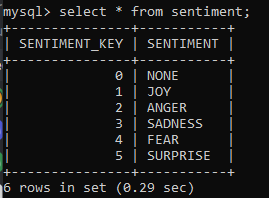 mysql> select * from sentiment;
+---------------+-----------+
| SENTIMENT_KEY | SENTIMENT |
+---------------+-----------+
|             0 | NONE      |
|             1 | JOY       |
|             2 | ANGER     |
|             3 | SADNESS   |
|             4 | FEAR      |
|             5 | SURPRISE  |
+---------------+-----------+
6 rows in set (0.29 sec)